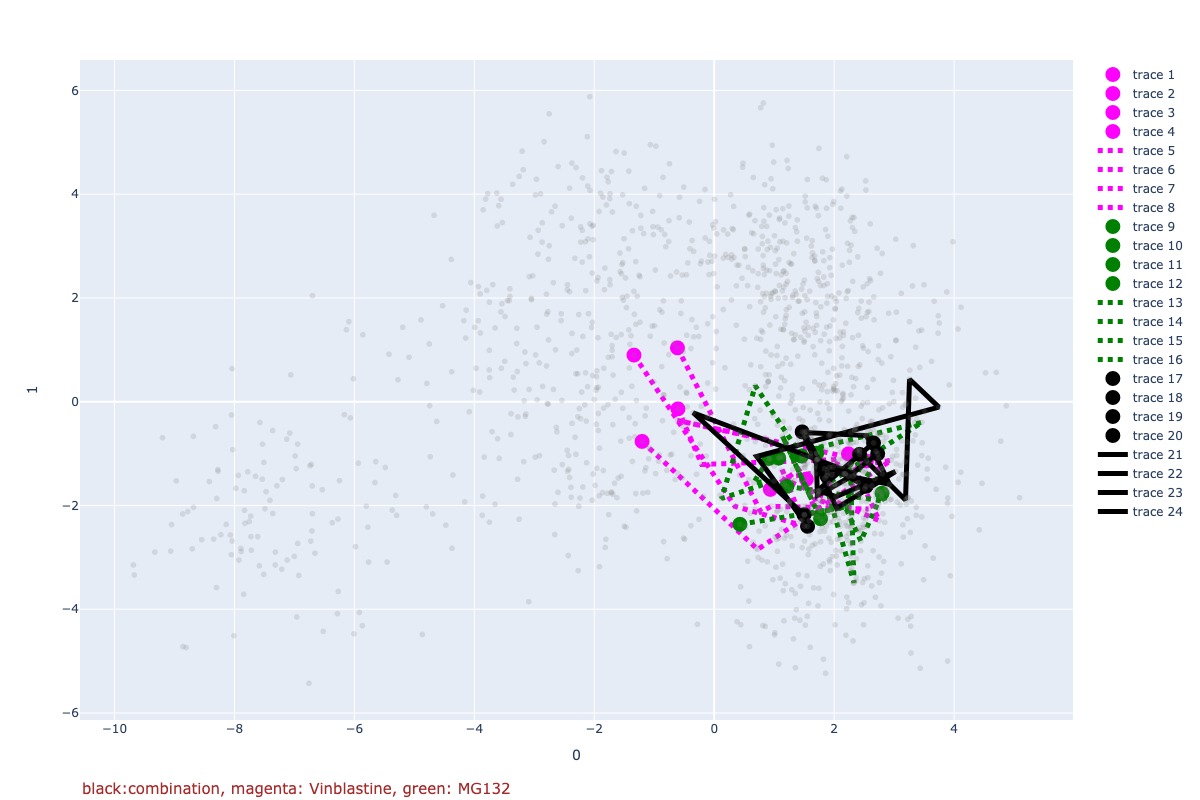 6
4
2
0
−2
−4
−6
1
−10
−8
−6
−4
−2
0
2
4
0
trace 1
trace 2
trace 3
trace 4
trace 5
trace 6
trace 7
trace 8
trace 9
trace 10
trace 11
trace 12
trace 13
trace 14
trace 15
trace 16
trace 17
trace 18
trace 19
trace 20
trace 21
trace 22
trace 23
trace 24
black:combination, magenta: Vinblastine, green: MG132